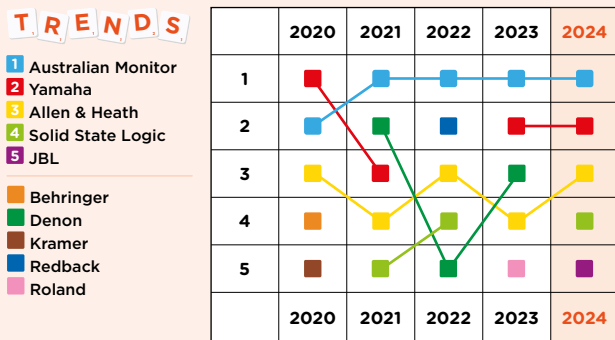 TRENDS
2020 2021 2022 2023 2024
1 Australian Monitor
2 Yamaha
3 Allen & Heath
4 Solid State Logic
5 JBL
Behringer
Denon
Kramer
Redback
Roland
1
2
3
4
5
2020 2021 2022 2023 2024